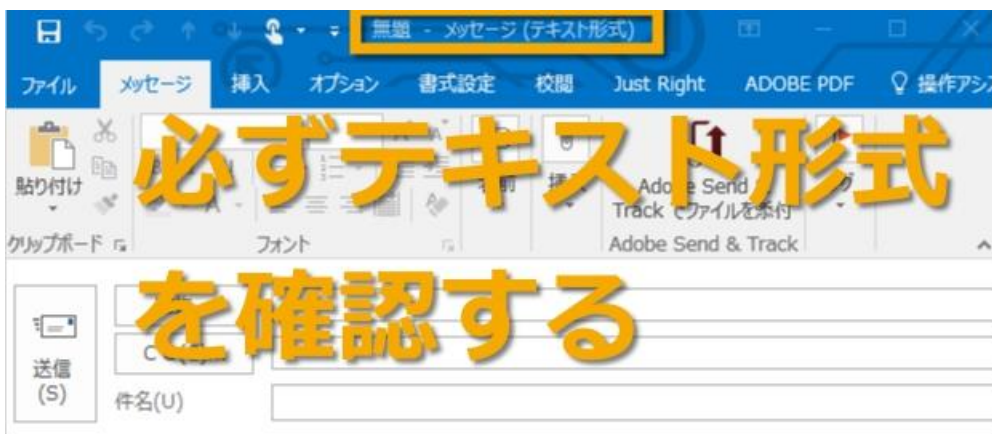 無題 - メッセージ (テキスト形式)
ファイル メッセージ 挿入 オプション 書式設定 校閲 Just Right ADOBE PDF 操作アシ
必ずテキスト形式
貼り付け
挿入
Adobe Send
Track でファイルを添付
クリップボード フォント Adobe Send & Track
を確認する
送信
(S)
件名(U)